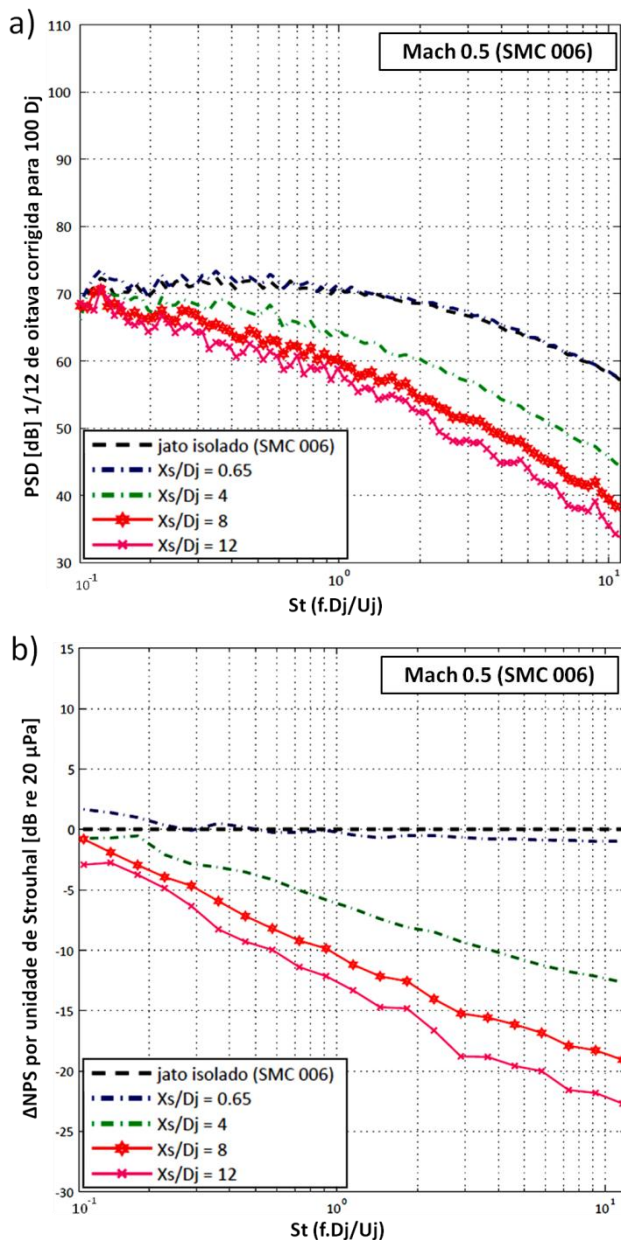 a)
Mach 0.5 (SMC 006)
PSD [dB] 1/12 de oitava corrigida para 100 Dj
110
100
90
80
70
60
50
40
30
jato isolado (SMC 006)
Xs/Dj = 0.65
Xs/Dj = 4
Xs/Dj = 8
Xs/Dj = 12
10⁻¹
10⁰
10¹
St (f.Dj/Uj)
b)
Mach 0.5 (SMC 006)
ΔNPS por unidade de Strouhal [dB re 20 µPa]
15
10
5
0
-5
-10
-15
-20
-25
-30
jato isolado (SMC 006)
Xs/Dj = 0.65
Xs/Dj = 4
Xs/Dj = 8
Xs/Dj = 12
10⁻¹
10⁰
10¹
St (f.Dj/Uj)